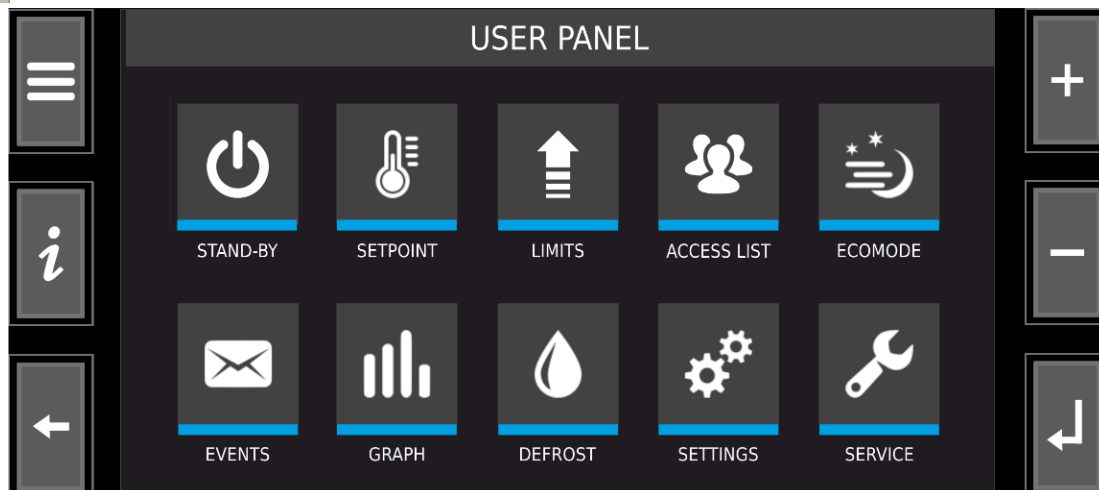 USER PANEL
STAND-BY SETPOINT LIMITS ACCESS LIST ECOMODE
EVENTS GRAPH DEFROST SETTINGS SERVICE